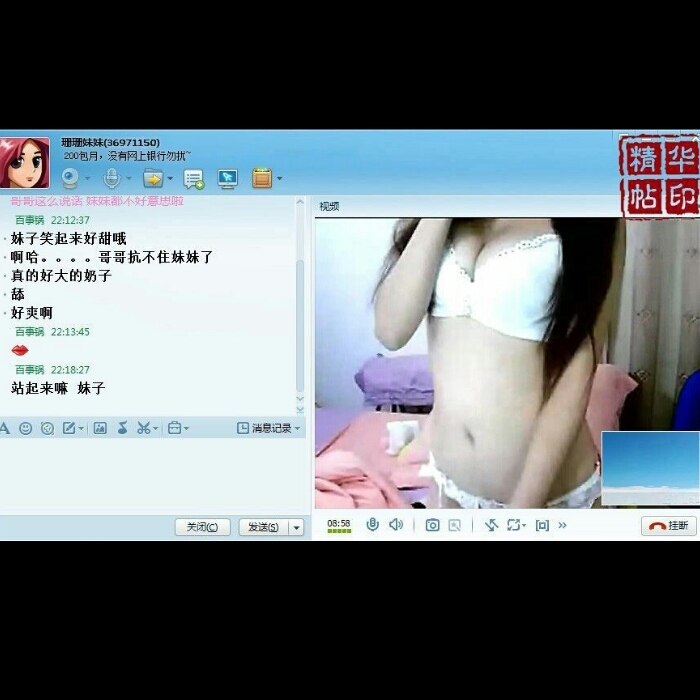 珊珊妹妹(36971150)
200包月，没有网上银行勿扰~
哥哥这么说话 妹妹都不好意思啦
百事锅 22:12:37
妹子笑起来好甜哦
啊哈。。。。哥哥抗不住妹妹了
真的好大的奶子
舔
好爽啊
百事锅 22:13:45
百事锅 22:18:27
站起来嘛 妹子
消息记录
关闭(C)
发送(S)
视频
精华
帖印
08:58
挂断